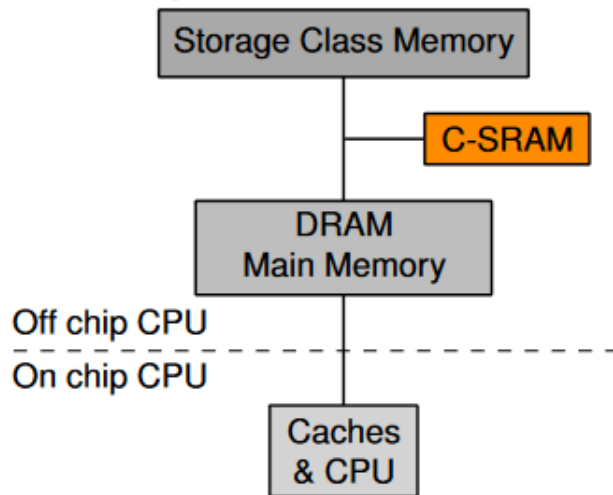 Storage Class Memory
C-SRAM
DRAM
Main Memory
Off chip CPU
On chip CPU
Caches
& CPU